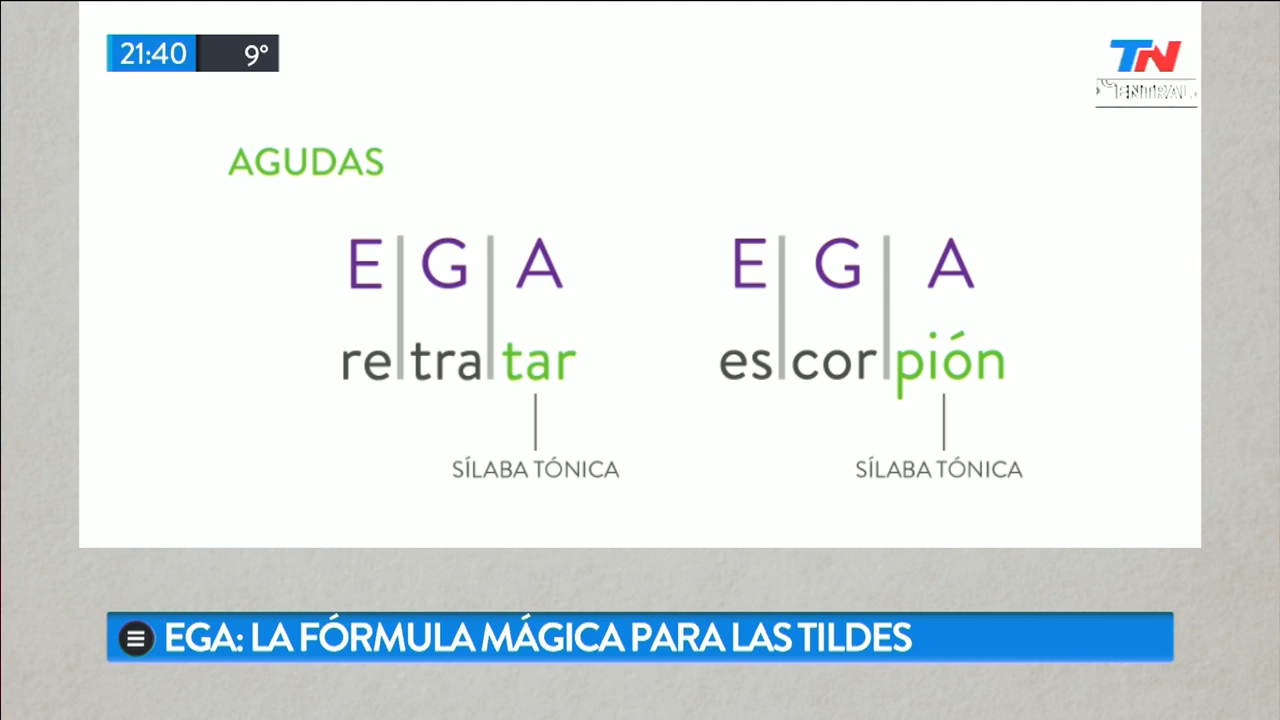 21:40 9°
TN
CENTRAL
AGUDAS
E G A E G A
re tra tar es cor pión
SÍLABA TÓNICA SÍLABA TÓNICA
EGA: LA FÓRMULA MÁGICA PARA LAS TILDES